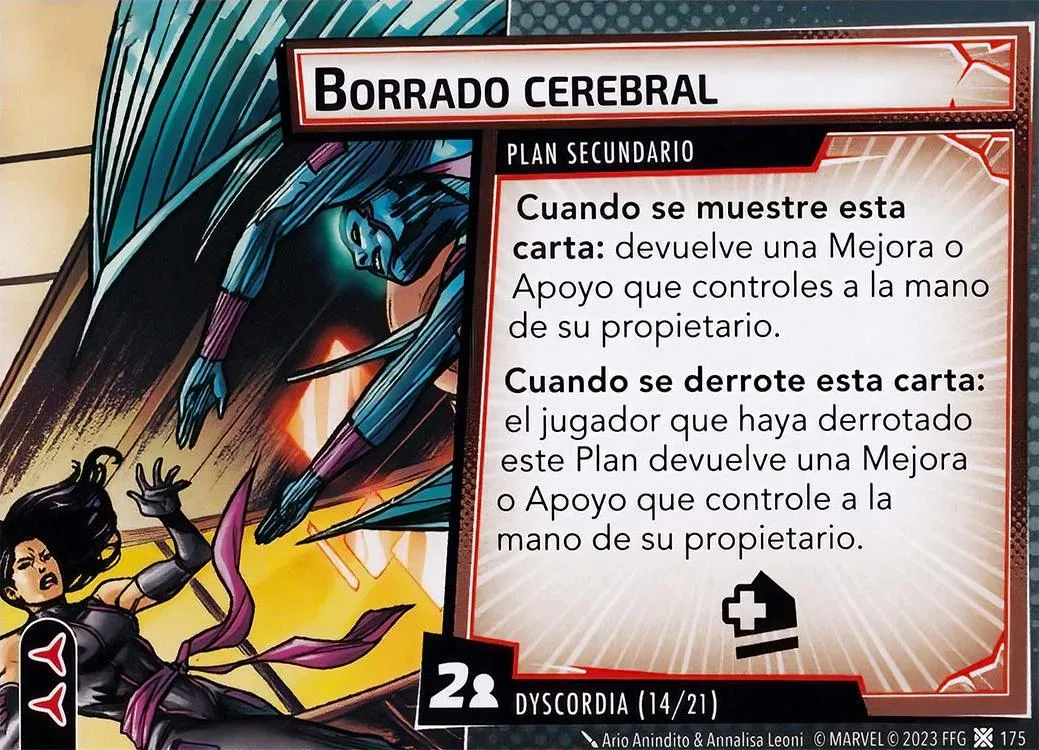 BORRADO CEREBRAL
PLAN SECUNDARIO
Cuando se muestre esta
carta: devuelve una Mejora o
Apoyo que controles a la mano
de su propietario.
Cuando se derrote esta carta:
el jugador que haya derrotado
este Plan devuelve una Mejora
o Apoyo que controle a la
mano de su propietario.
2
DYSCORDIA (14/21)
Ario Anindito & Annalisa Leoni © MARVEL © 2023 FFG 175